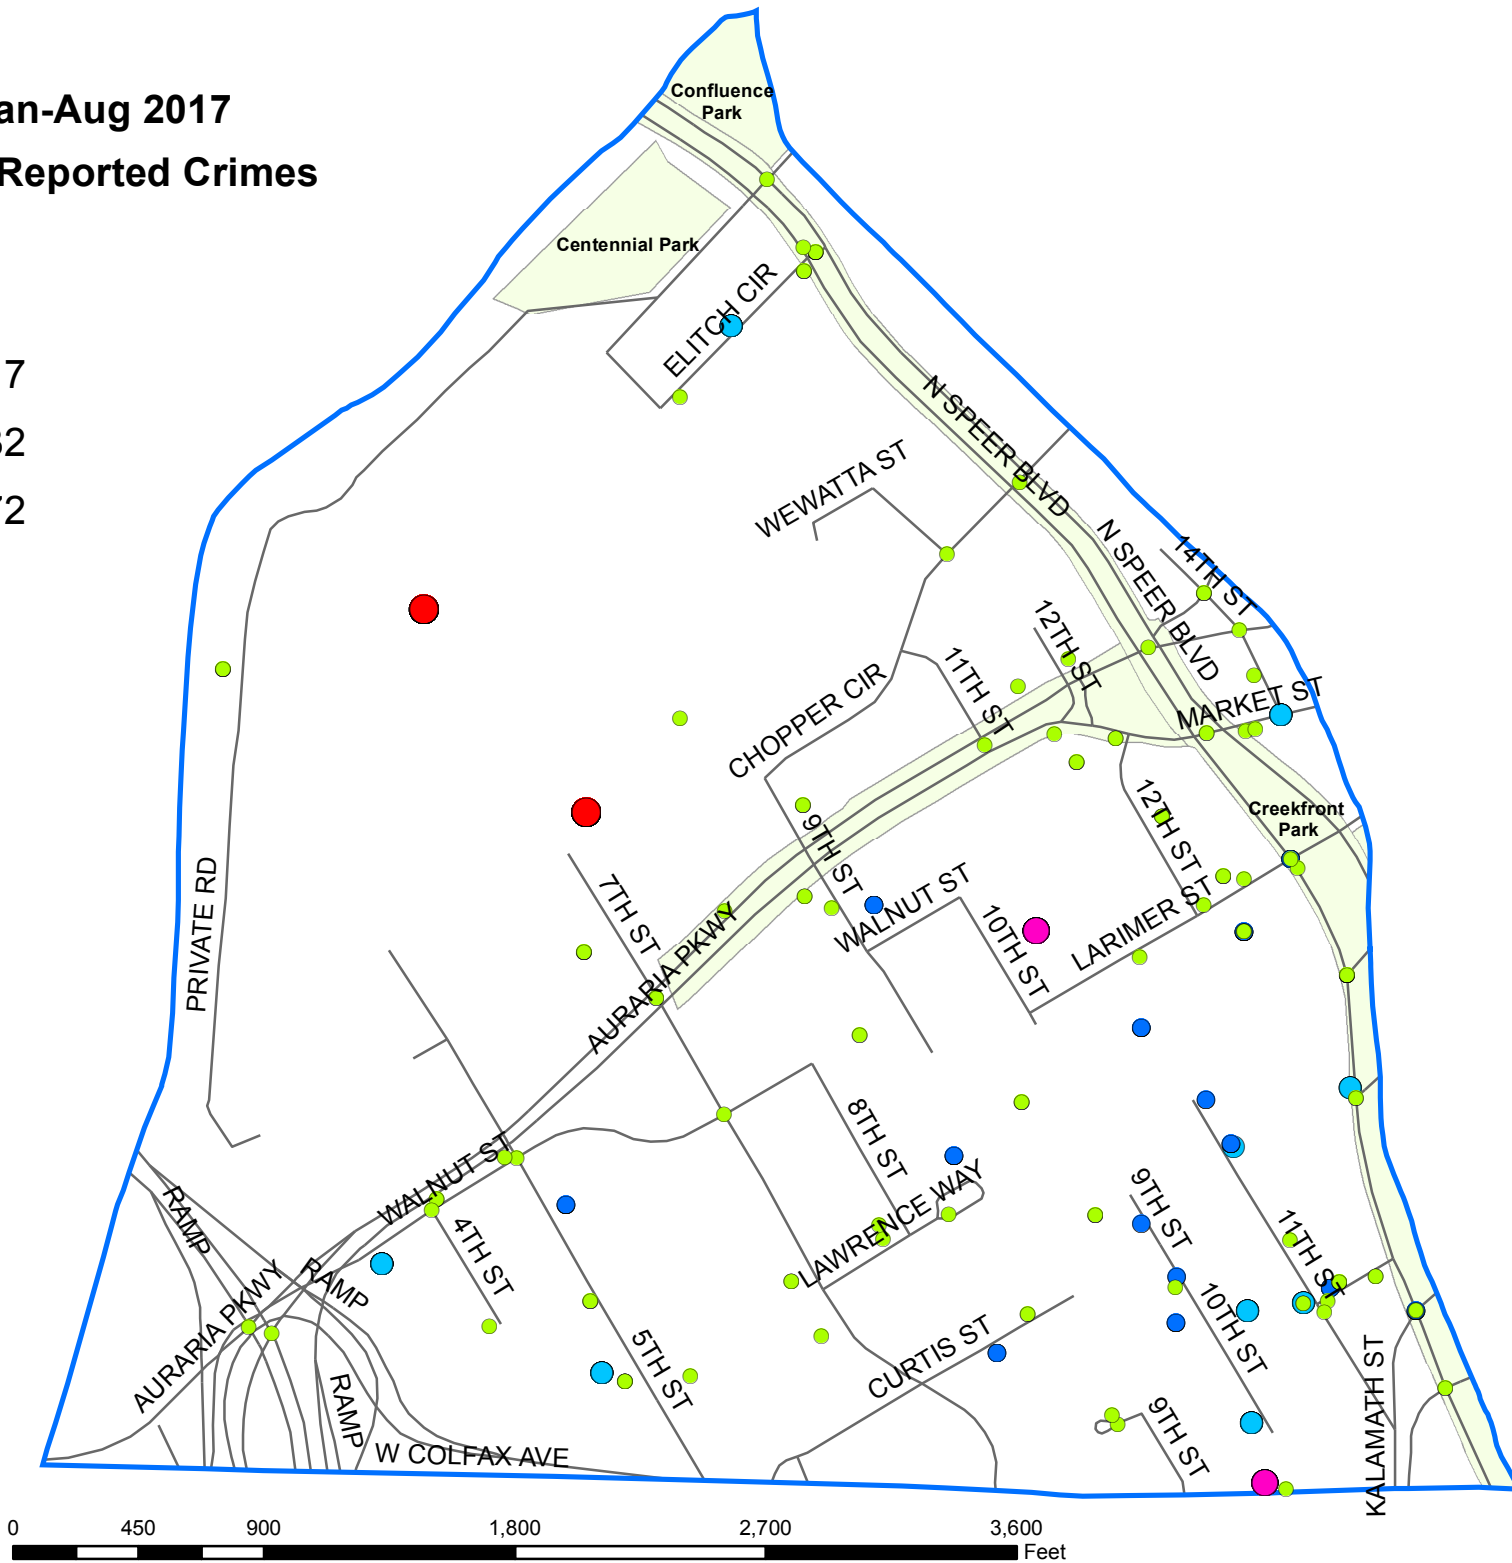 an-Aug 2017
Reported Crimes
7
32
72
Confluence
Park
Centennial Park
ELITCH CIR
N SPEER BLVD
WEWATTA ST
N SPEER BLVD
14TH ST
12TH ST
11TH ST
MARKET ST
CHOPPER CIR
Creekfront
Park
12TH ST
9TH ST
WALNUT ST
7TH ST
10TH ST
LARIMER ST
PRIVATE RD
AURARIA PKWY
8TH ST
WALNUT ST
LAWRENCE WAY
9TH ST
RAMP
4TH ST
11TH ST
RAMP
AURARIA PKWY
10TH ST
5TH ST
CURTIS ST
KALAMATH ST
RAMP
9TH ST
W COLFAX AVE
0 450 900 1,800 2,700 3,600
Feet